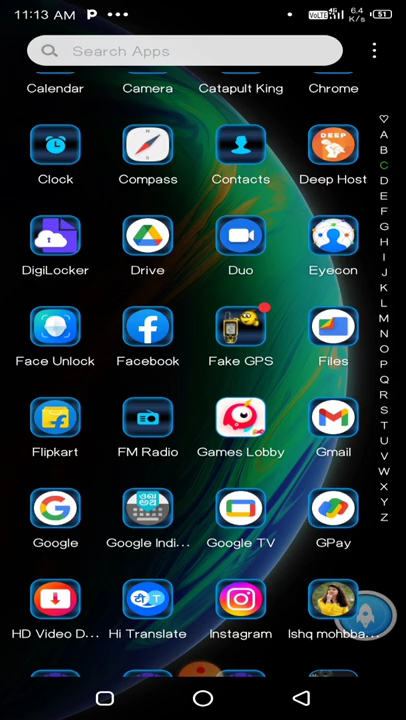 11:13 AM P ••• VoLTE 4G 6.4 K/s 51
Search Apps
Calendar Camera Catapult King Chrome
Clock Compass Contacts Deep Host
DigiLocker Drive Duo Eyecon
Face Unlock Facebook Fake GPS Files
Flipkart FM Radio Games Lobby Gmail
Google Google Indi... Google TV GPay
HD Video D... Hi Translate Instagram Ishq mohbba...
A
B
C
D
E
F
G
H
I
J
K
L
M
N
O
P
Q
R
S
T
U
V
W
X
Y
Z